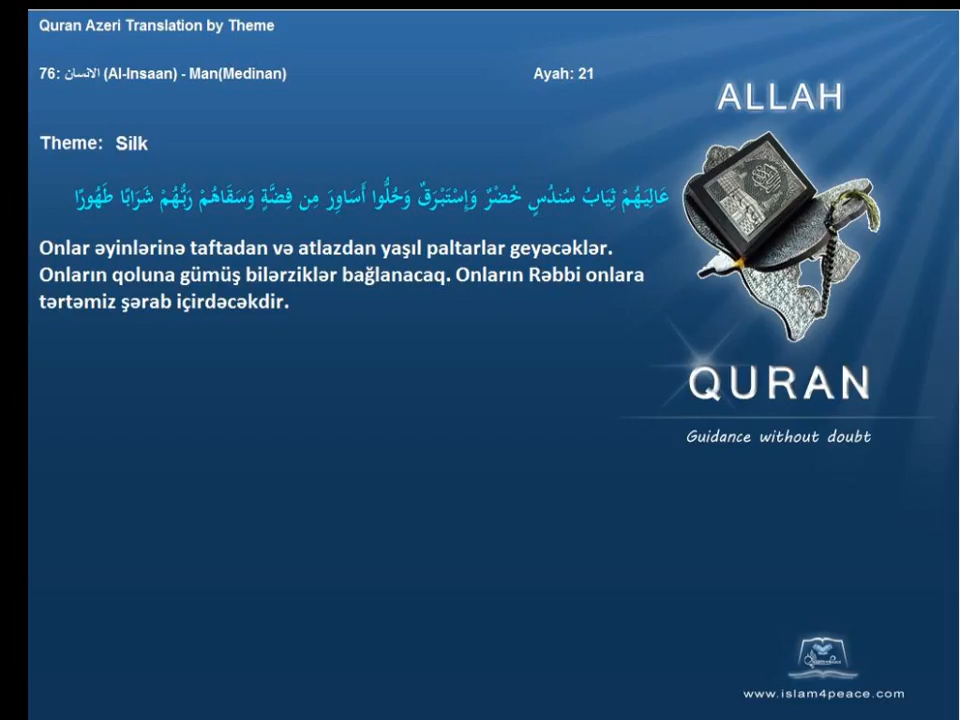 Quran Azeri Translation by Theme
76: الانسان (Al-Insaan) - Man(Medinan)
Ayah: 21
Theme: Silk
عَالِيَهُمْ ثِيَابُ سُندُسٍ خُضْرٌ وَإِسْتَبْرَقٌ وَحُلُّوا أَسَاوِرَ مِن فِضَّةٍ وَسَقَاهُمْ رَبُّهُمْ شَرَابًا طَهُورًا
Onlar əyinlərinə taftadan və atlazdan yaşıl paltarlar geyəcəklər.
Onların qoluna gümüş bilərziklər bağlanacaq. Onların Rəbbi onlara
tərtəmiz şərab içirdəcəkdir.
ALLAH
QURAN
Guidance without doubt
www.islam4peace.com